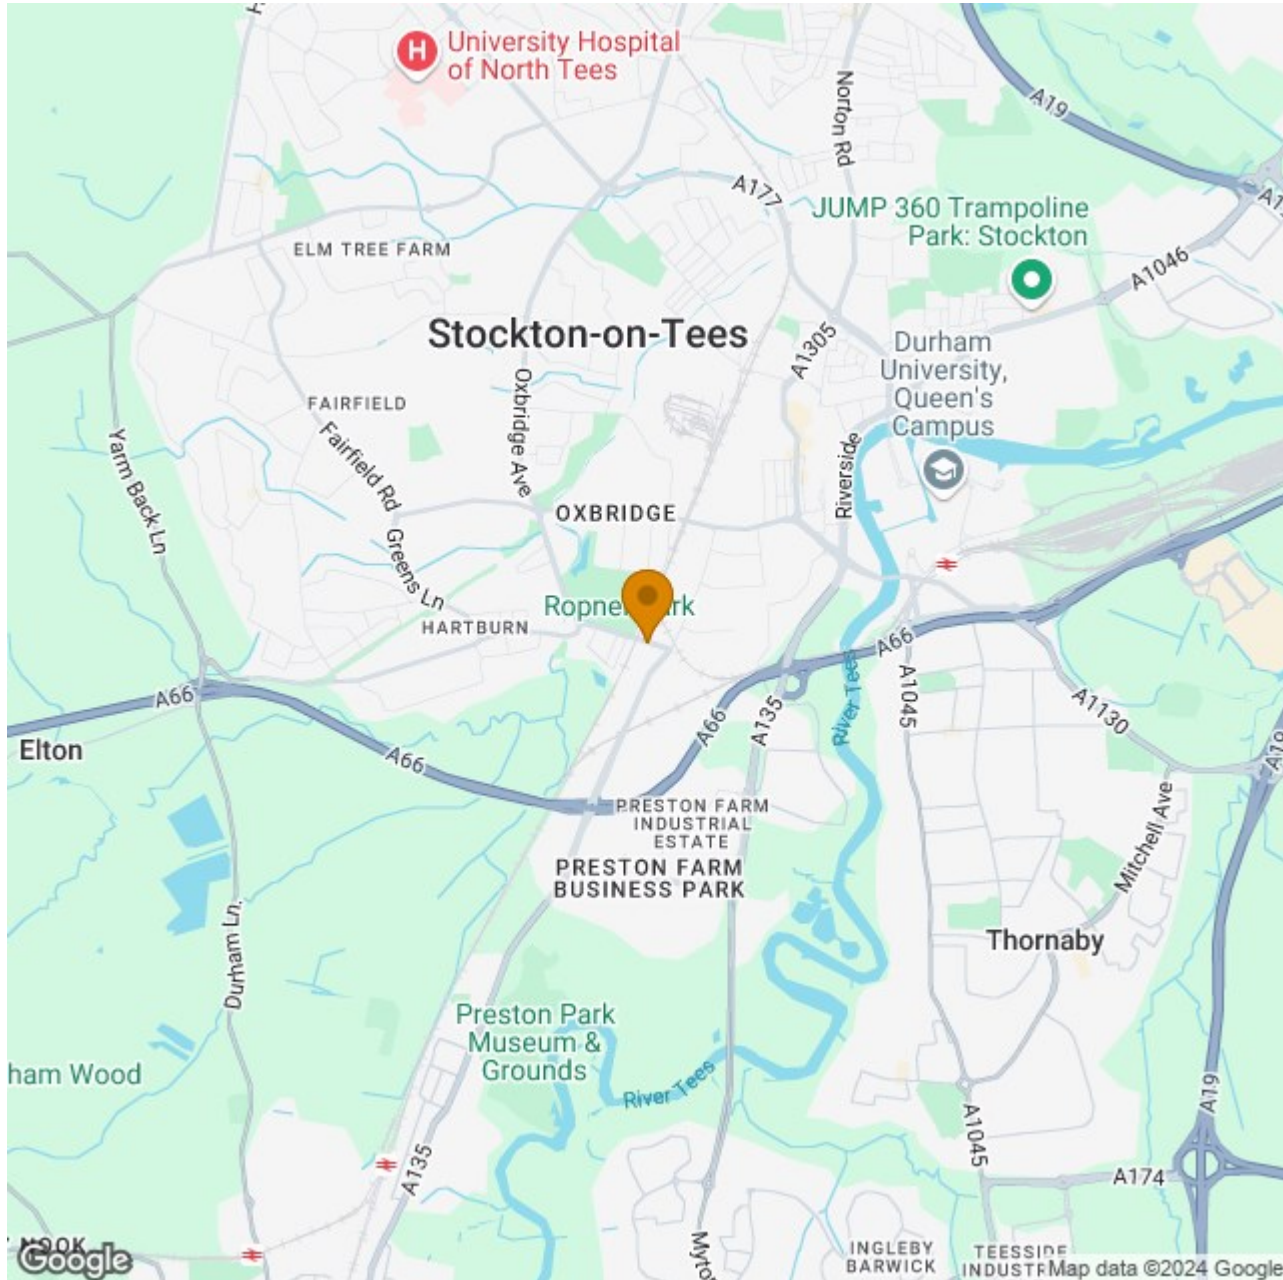 University Hospital
of North Tees
A19
Norton Rd
A177
JUMP 360 Trampoline
Park: Stockton
A1046
ELM TREE FARM
Stockton-on-Tees
A1305
Durham
University,
Queen's
Campus
Oxbridge Ave
FAIRFIELD
Fairfield Rd
Yarm Back Ln
Riverside
OXBRIDGE
Greens Ln
HARTBURN
A66
A66
River Tees
A1045
A1130
A66
A66
A135
A19
Elton
A66
PRESTON FARM
INDUSTRIAL
ESTATE
PRESTON FARM
BUSINESS PARK
Mitchell Ave
Durham Ln.
Thornaby
Preston Park
Museum &
Grounds
ham Wood
River Tees
A19
A1045
A135
A174
INGLEBY
BARWICK
TEESSIDE
Google
Map data ©2024 Google